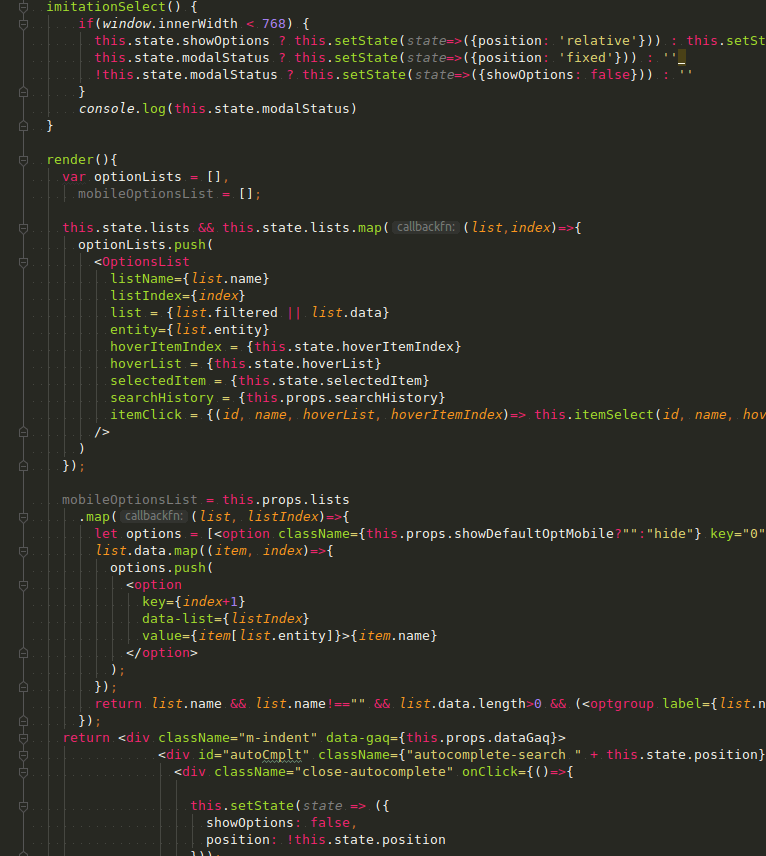 imitationSelect() {
if(window.innerWidth < 768) {
this.state.showOptions ? this.setState(state=>({position: 'relative'})) : this.setSt
this.state.modalStatus ? this.setState(state=>({position: 'fixed'})) : ''
!this.state.modalStatus ? this.setState(state=>({showOptions: false})) : ''
}
console.log(this.state.modalStatus)
}
render(){
var optionLists = [],
mobileOptionsList = [];
this.state.lists && this.state.lists.map( callbackfn: (list,index)=>{
optionLists.push(
<OptionsList
listName={list.name}
listIndex={index}
list = {list.filtered || list.data}
entity={list.entity}
hoverItemIndex = {this.state.hoverItemIndex}
hoverList = {this.state.hoverList}
selectedItem = {this.state.selectedItem}
searchHistory = {this.props.searchHistory}
itemClick = {(id, name, hoverList, hoverItemIndex)=> this.itemSelect(id, name, hov
/>
)
});
mobileOptionsList = this.props.lists
.map( callbackfn: (list, listIndex)=>{
let options = [<option className={this.props.showDefaultOptMobile?"":"hide"} key="0"
list.data.map((item, index)=>{
options.push(
<option
key={index+1}
data-list={listIndex}
value={item[list.entity]}>{item.name}
</option>
);
});
return list.name && list.name!=="" && list.data.length>0 && (<optgroup label={list.n
});
return <div className="m-indent" data-gaq={this.props.dataGaq}>
<div id="autoCmplt" className={"autocomplete-search " + this.state.position}
<div className="close-autocomplete" onClick={()=>{
this.setState(state => ({
showOptions: false,
position: !this.state.position
}));